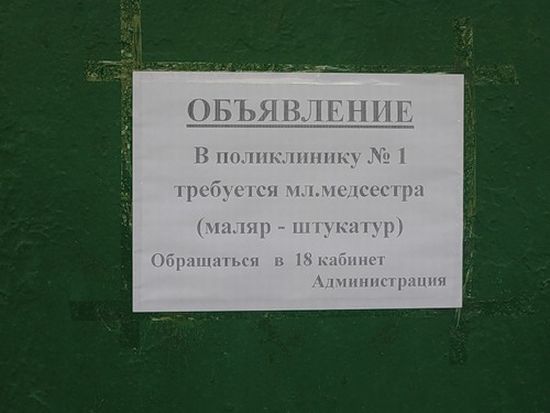 ОБЪЯВЛЕНИЕ
В поликлинику № 1
требуется мл.медсестра
(маляр - штукатур)
Обращаться в 18 кабинет
Администрация